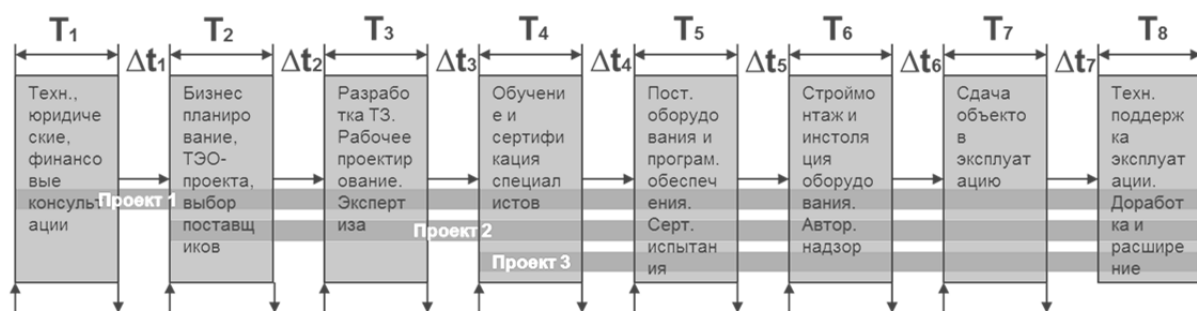 T1 T2 T3 T4 T5 T6 T7 T8
Δt1 Δt2 Δt3 Δt4 Δt5 Δt6 Δt7
Техн.,
юридиче
ские,
финансо
вые
консульт
ации
Бизнес
планиро
вание,
ТЭО-
проекта,
выбор
поставщ
иков
Разрабо
тка ТЗ.
Рабочее
проектир
ование.
Эксперт
иза
Обучени
е и
сертифи
кация
специал
истов
Пост.
оборудо
вания и
програм.
обеспеч
ения.
Серт.
испытан
ия
Строймо
нтаж и
инстоля
ция
оборудо
вания.
Автор.
надзор
Сдача
объекто
в
эксплуат
ацию
Техн.
поддерж
ка
эксплуат
ации.
Доработ
ка и
расшире
ние
Проект 1
Проект 2
Проект 3